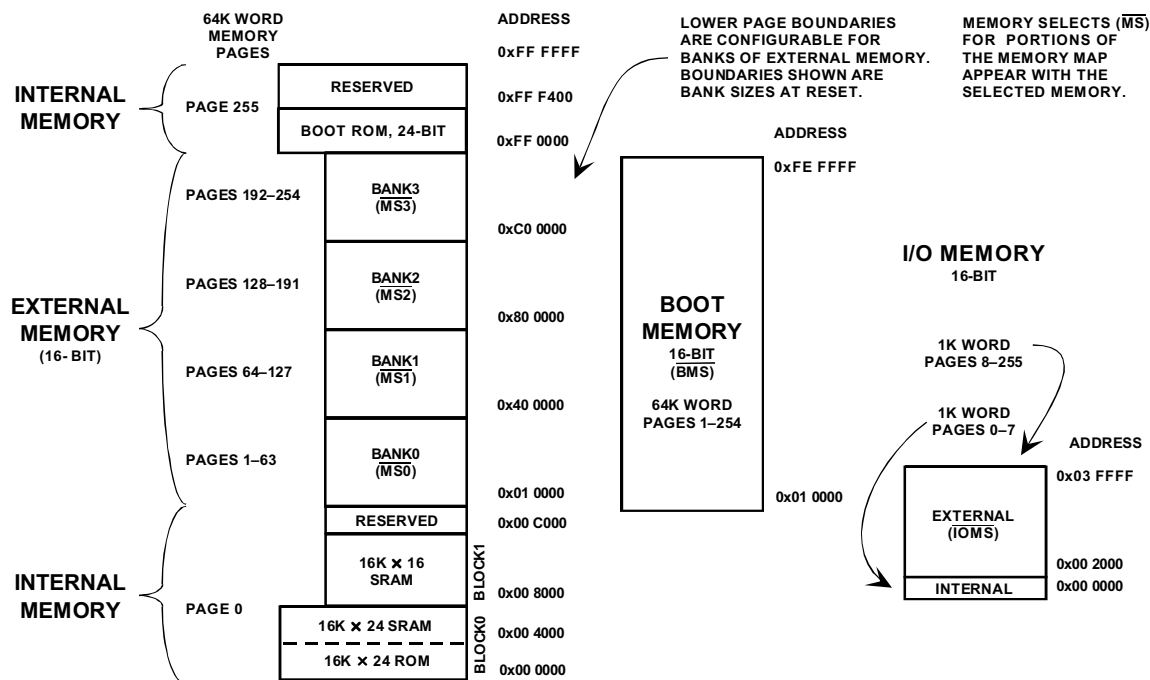 64K WORD
MEMORY
PAGES
ADDRESS
0xFF FFFF
INTERNAL
MEMORY
PAGE 255
RESERVED
0xFF F400
BOOT ROM, 24-BIT
0xFF 0000
EXTERNAL
MEMORY
(16- BIT)
PAGES 192–254
BANK3
(MS3)
0xC0 0000
PAGES 128–191
BANK2
(MS2)
0x80 0000
PAGES 64–127
BANK1
(MS1)
0x40 0000
PAGES 1–63
BANK0
(MS0)
0x01 0000
INTERNAL
MEMORY
PAGE 0
RESERVED
0x00 C000
16K × 16
SRAM
BLOCK1
0x00 8000
16K × 24 SRAM
BLOCK0
0x00 4000
16K × 24 ROM
0x00 0000
LOWER PAGE BOUNDARIES
ARE CONFIGURABLE FOR
BANKS OF EXTERNAL MEMORY.
BOUNDARIES SHOWN ARE
BANK SIZES AT RESET.
MEMORY SELECTS (MS)
FOR PORTIONS OF
THE MEMORY MAP
APPEAR WITH THE
SELECTED MEMORY.
ADDRESS
0xFE FFFF
BOOT
MEMORY
16-BIT
(BMS)
64K WORD
PAGES 1–254
0x01 0000
I/O MEMORY
16-BIT
1K WORD
PAGES 8–255
1K WORD
PAGES 0–7
ADDRESS
0x03 FFFF
EXTERNAL
(IOMS)
0x00 2000
INTERNAL
0x00 0000